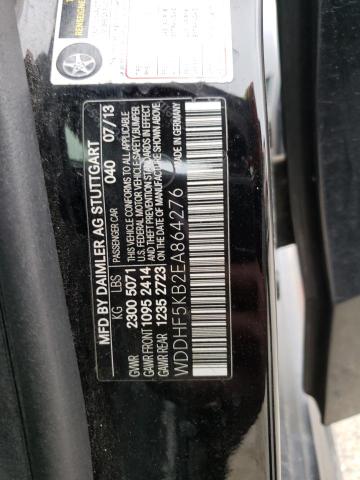 MFD BY DAIMLER AG STUTTGART
PASSENGER CAR 040 07/13
KG LBS
GVWR 2300 5071
GAWR FRONT 1095 2414
GAWR REAR 1235 2723
THIS VEHICLE CONFORMS TO ALL APPLICABLE
FEDERAL MOTOR VEHICLE SAFETY, BUMPER,
AND THEFT PREVENTION STANDARDS IN EFFECT
ON THE DATE OF MANUFACTURE SHOWN ABOVE
WDDHF5KB2EA864276
MADE IN GERMANY
RENSEIGNE